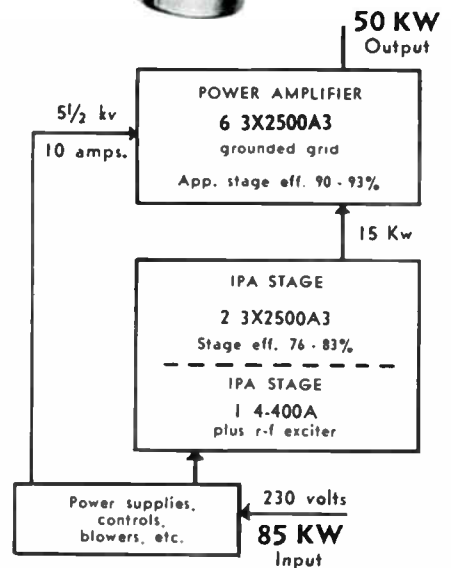 50 KW
Output
POWER AMPLIFIER
6 3X2500A3
grounded grid
App. stage eff. 90 - 93%
5½ kv
10 amps.
15 Kw
IPA STAGE
2 3X2500A3
Stage eff. 76 - 83%
IPA STAGE
1 4-400A
plus r-f exciter
Power supplies,
controls,
blowers, etc.
230 volts
85 KW
Input